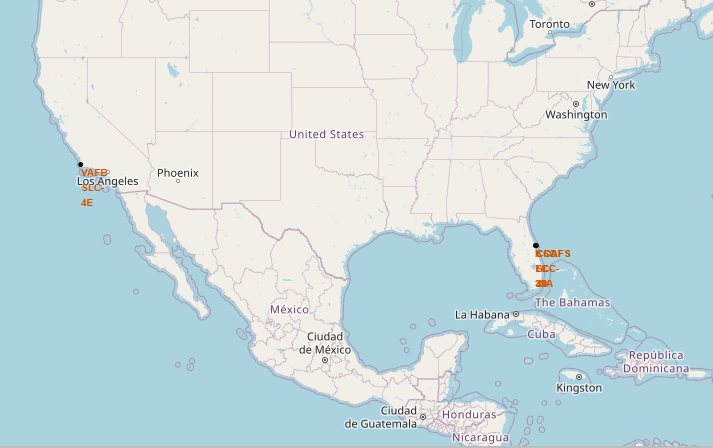 Toronto
New York
Washington
United States
VAFB
SLC-
4E
Los Angeles
Phoenix
The Bahamas
La Habana
Cuba
México
Ciudad
de México
República
Dominicana
Kingston
Ciudad
de Guatemala
Honduras
Nicaragua